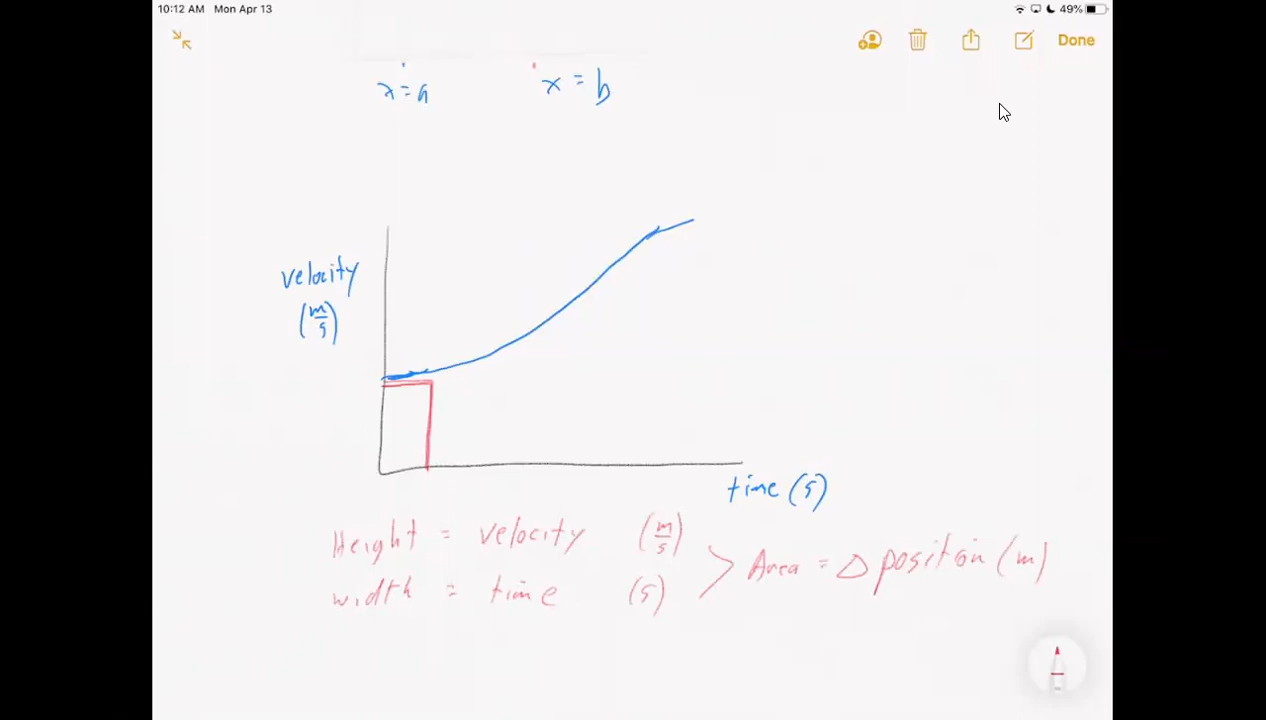 10:12 AM Mon Apr 13
49%
Done
x = a
x = b
velocity
(m/s)
time (s)
Height = velocity (m/s)
width = time (s)
> Area = Δ position (m)